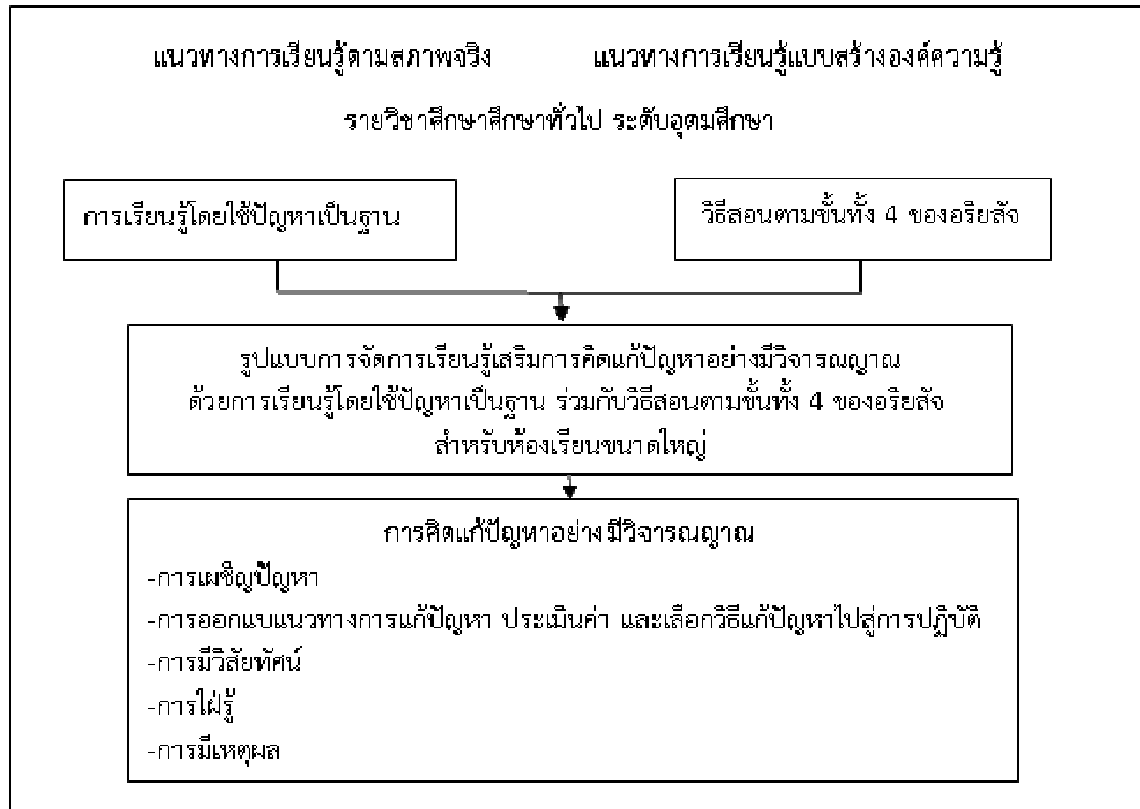 แนวทางการเรียนรู้ตามสภาพจริง แนวทางการเรียนรู้แบบสร้างองค์ความรู้
รายวิชาศึกษาศึกษาทั่วไป ระดับอุดมศึกษา
การเรียนรู้โดยใช้ปัญหาเป็นฐาน
วิธีสอนตามขั้นทั้ง 4 ของอริยสัจ
รูปแบบการจัดการเรียนรู้เสริมการคิดแก้ปัญหาอย่างมีวิจารณญาณ
ด้วยการเรียนรู้โดยใช้ปัญหาเป็นฐาน ร่วมกับวิธีสอนตามขั้นทั้ง 4 ของอริยสัจ
สำหรับห้องเรียนขนาดใหญ่
การคิดแก้ปัญหาอย่างมีวิจารณญาณ
-การเผชิญปัญหา
-การออกแบบแนวทางการแก้ปัญหา ประเมินค่า และเลือกวิธีแก้ปัญหาไปสู่การปฏิบัติ
-การมีวิสัยทัศน์
-การใฝ่รู้
-การมีเหตุผล